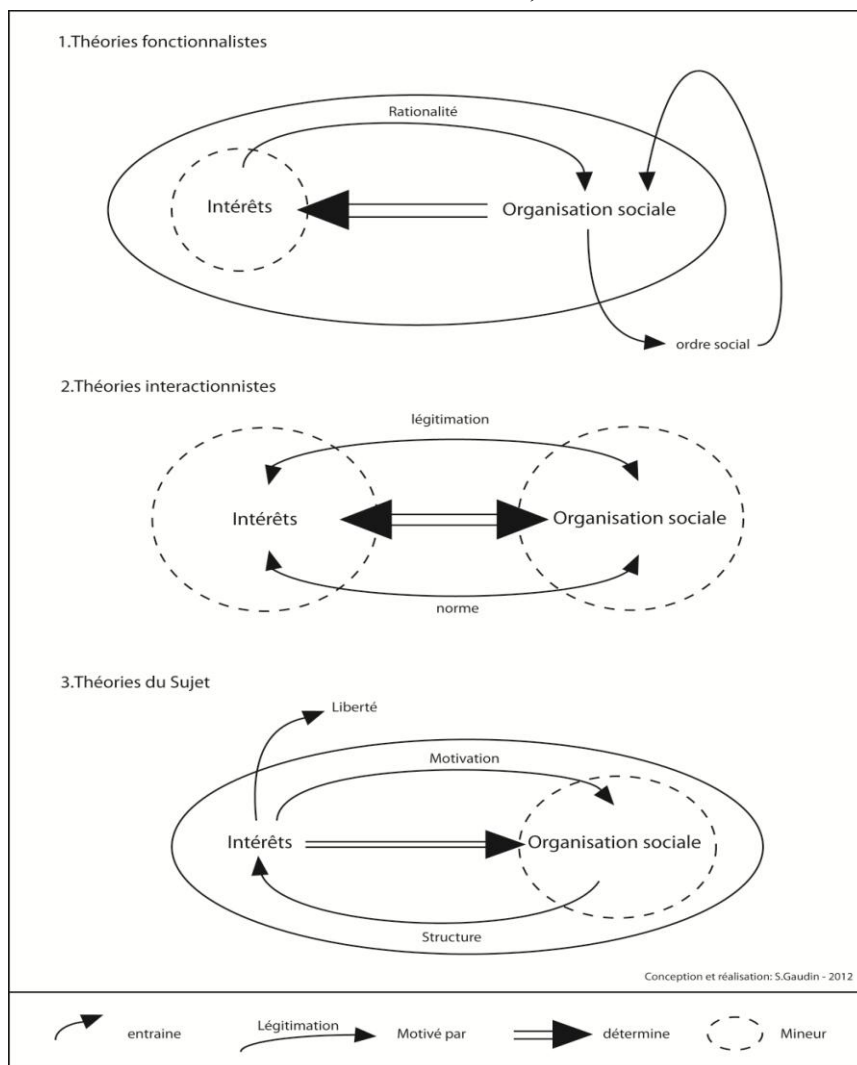 1.Théories fonctionnalistes
Rationalité
Intérêts
Organisation sociale
ordre social
2.Théories interactionnistes
légitimation
Intérêts
Organisation sociale
norme
3.Théories du Sujet
Liberté
Motivation
Intérêts
Organisation sociale
Structure
Conception et réalisation: S.Gaudin - 2012
entraine
Légitimation
Motivé par
détermine
Mineur